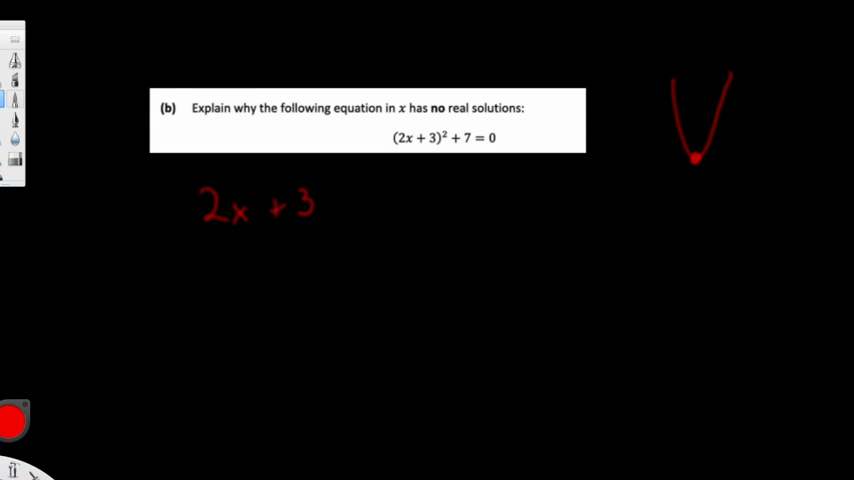 (b) Explain why the following equation in x has no real solutions:
(2x + 3)² + 7 = 0
2x + 3